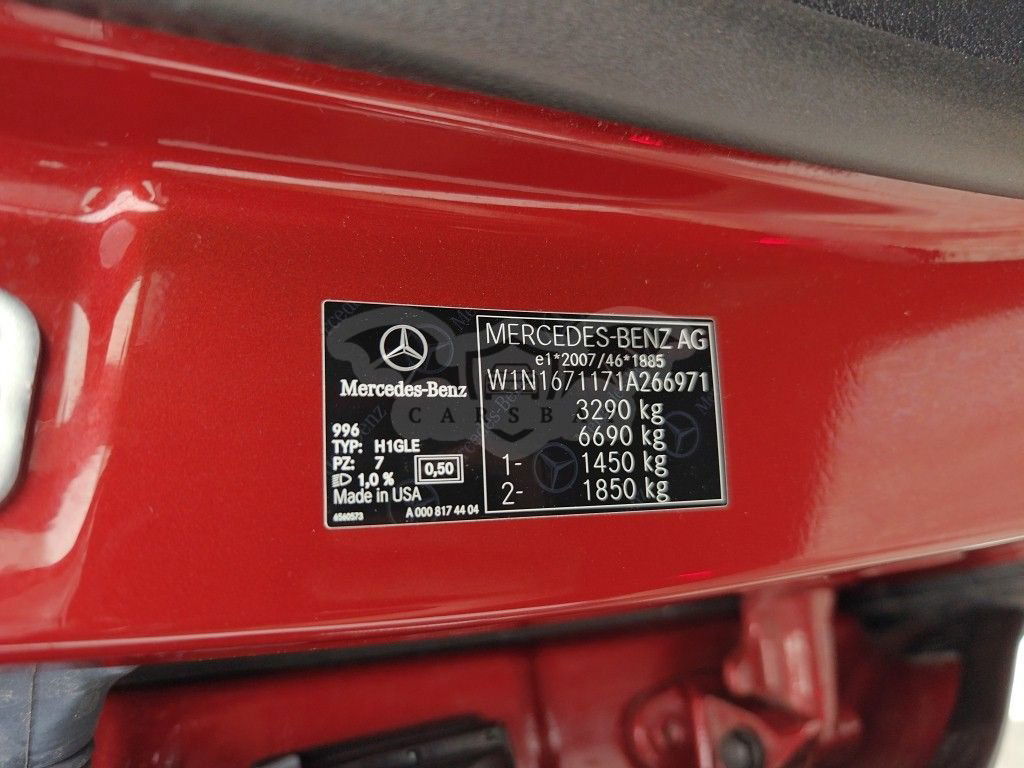 Mercedes-Benz
996
TYP: H1GLE
PZ: 7
0,50
1,0 %
Made in USA
6560573
A 000 817 44 04
MERCEDES-BENZ AG
e1*2007/46*1885
W1N1671171A266971
3290 kg
6690 kg
1- 1450 kg
2- 1850 kg